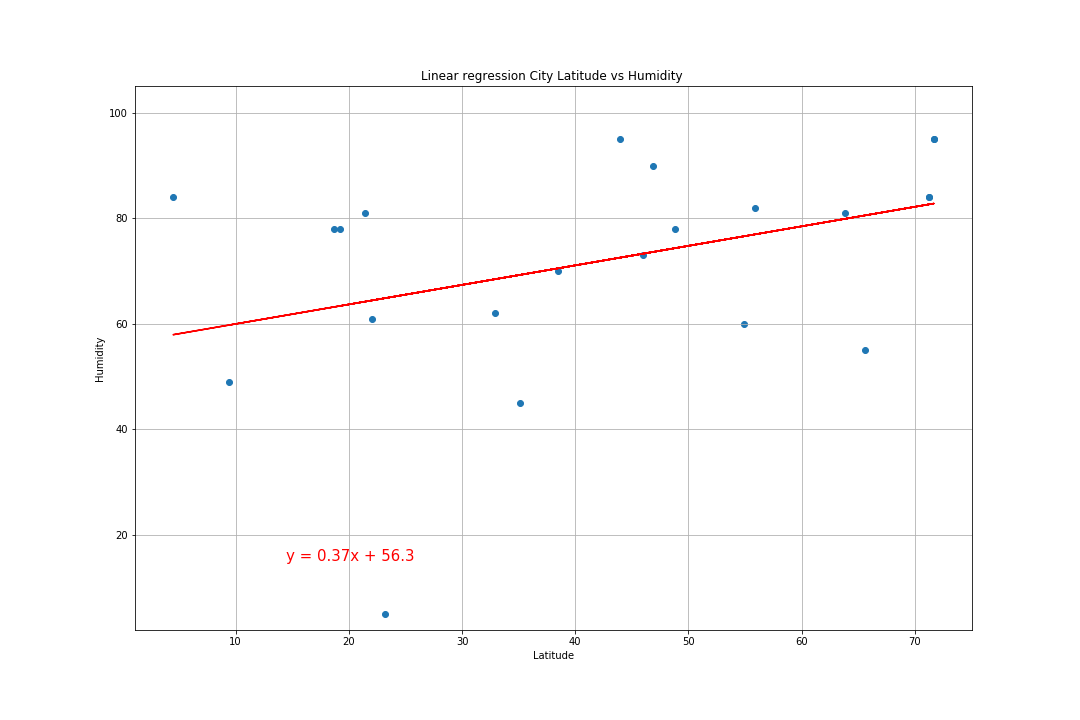 Linear regression City Latitude vs Humidity
100
80
60
40
20
Humidity
y = 0.37x + 56.3
10 20 30 40 50 60 70
Latitude